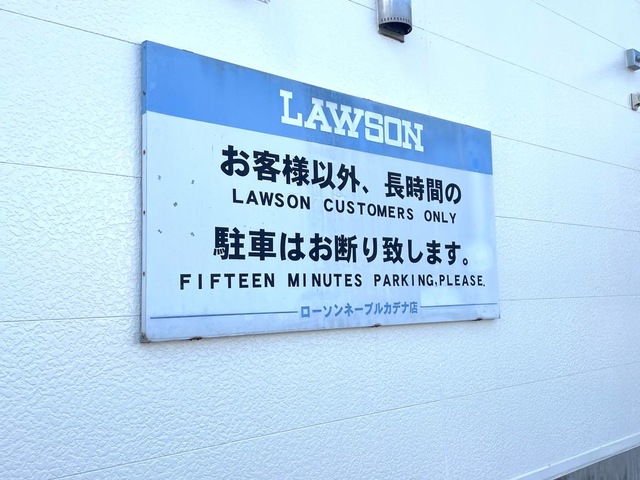 LAWSON
お客様以外、長時間の
LAWSON CUSTOMERS ONLY
駐車はお断り致します。
FIFTEEN MINUTES PARKING,PLEASE.
ローソンネーブルカデナ店